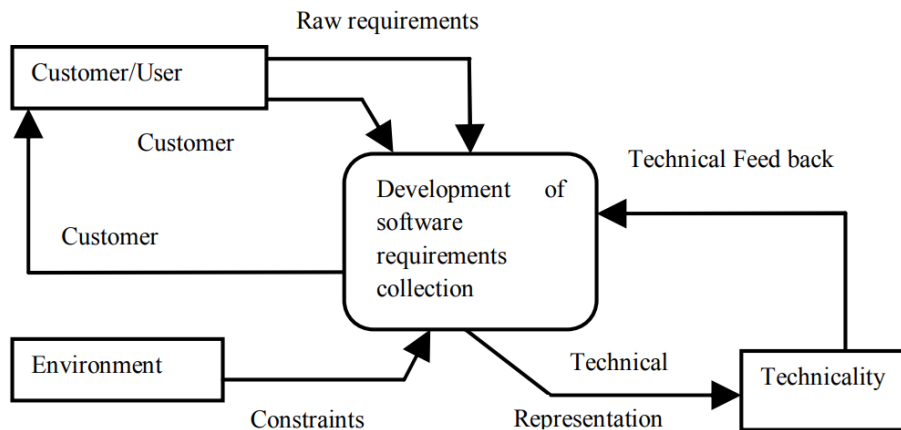 Raw requirements
Customer/User
Customer
Technical Feed back
Development of
software
requirements
collection
Customer
Environment
Technical
Technicality
Constraints
Representation